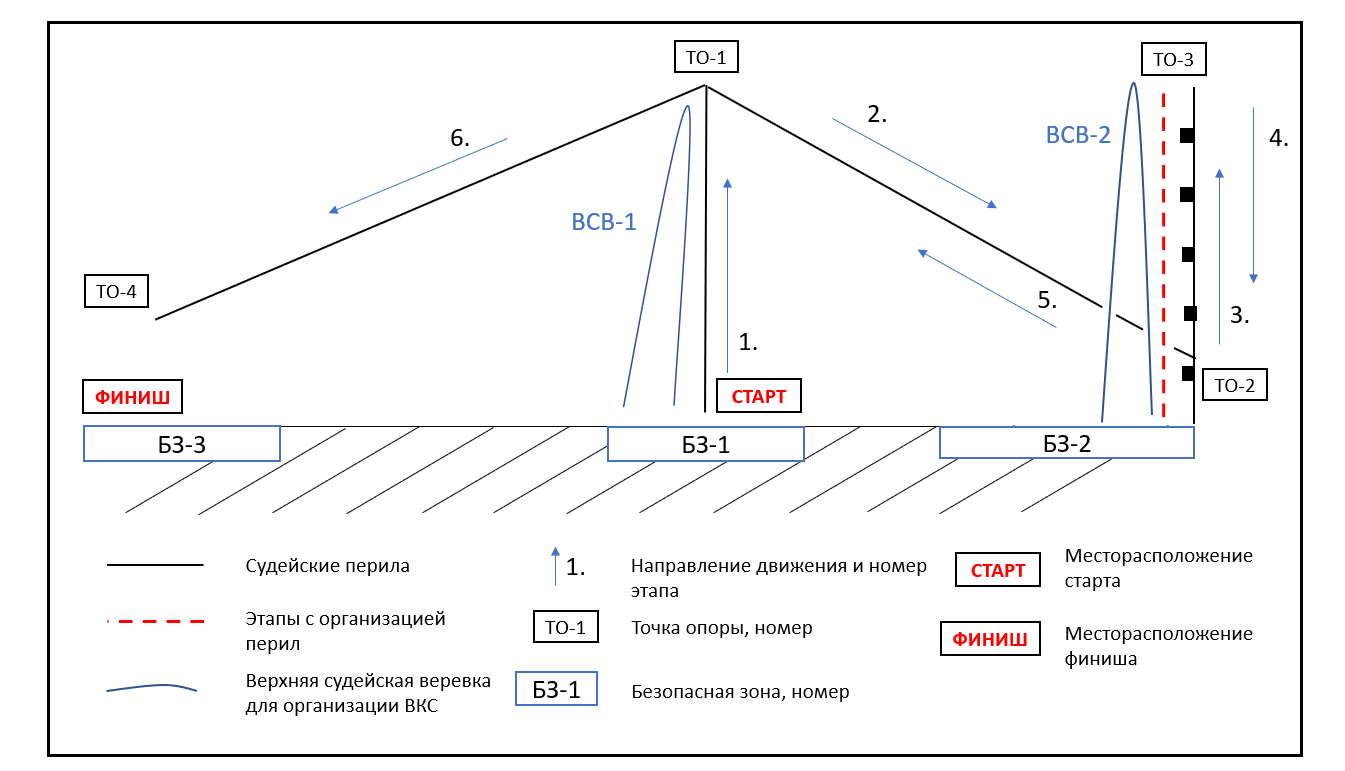 ТО-1
ТО-3
2.
6.
ВСВ-2
4.
ВСВ-1
ТО-4
5.
3.
1.
ТО-2
ФИНИШ
СТАРТ
БЗ-3
БЗ-1
БЗ-2
Судейские перила
Этапы с организацией
перил
Верхняя судейская веревка
для организации ВКС
1.
Направление движения и номер
этапа
ТО-1
Точка опоры, номер
БЗ-1
Безопасная зона, номер
СТАРТ
Месторасположение
старта
ФИНИШ
Месторасположение
финиша